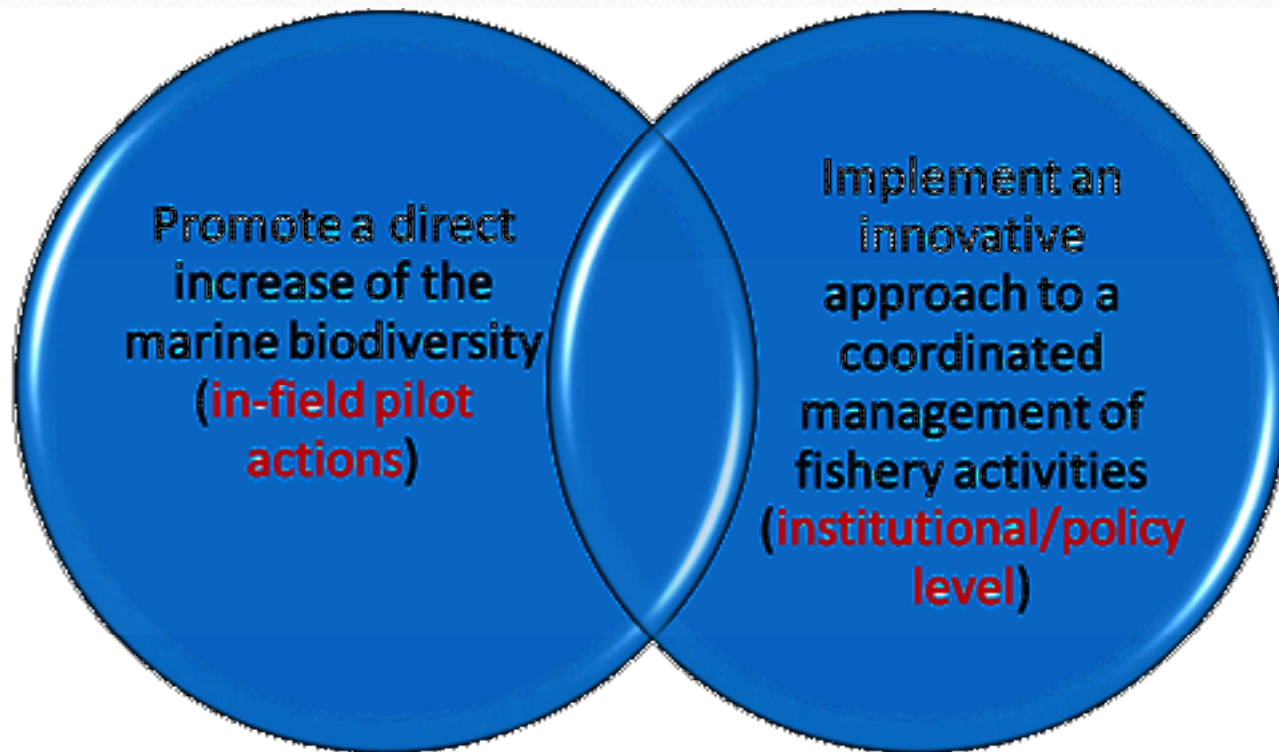 Promote a direct
increase of the
marine biodiversity
(in-field pilot
actions)
Implement an
innovative
approach to a
coordinated
management of
fishery activities
(institutional/policy
level)